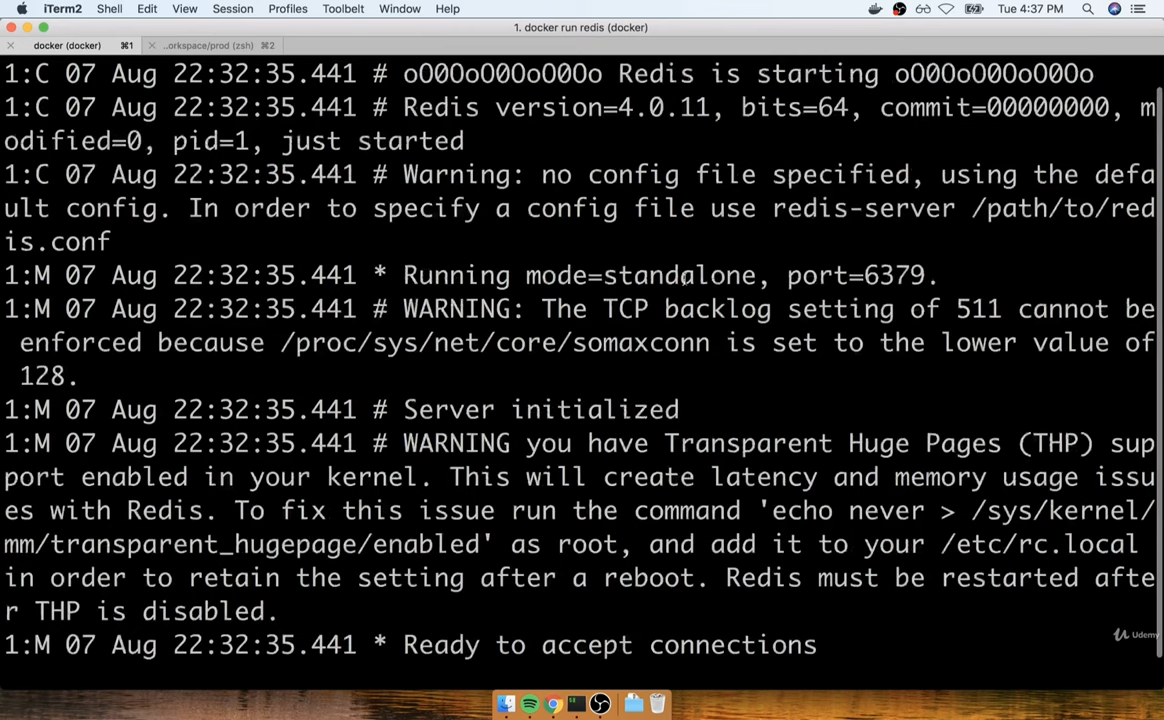 iTerm2 Shell Edit View Session Profiles Toolbelt Window Help Tue 4:37 PM
1. docker run redis (docker)
docker (docker) ⌘1 ..orkspace/prod (zsh) ⌘2
1:C 07 Aug 22:32:35.441 # oO0OoO0OoO0Oo Redis is starting oO0OoO0OoO0Oo
1:C 07 Aug 22:32:35.441 # Redis version=4.0.11, bits=64, commit=00000000, m
odified=0, pid=1, just started
1:C 07 Aug 22:32:35.441 # Warning: no config file specified, using the defa
ult config. In order to specify a config file use redis-server /path/to/red
is.conf
1:M 07 Aug 22:32:35.441 * Running mode=standalone, port=6379.
1:M 07 Aug 22:32:35.441 # WARNING: The TCP backlog setting of 511 cannot be
enforced because /proc/sys/net/core/somaxconn is set to the lower value of
128.
1:M 07 Aug 22:32:35.441 # Server initialized
1:M 07 Aug 22:32:35.441 # WARNING you have Transparent Huge Pages (THP) sup
port enabled in your kernel. This will create latency and memory usage issu
es with Redis. To fix this issue run the command 'echo never > /sys/kernel/
mm/transparent_hugepage/enabled' as root, and add it to your /etc/rc.local
in order to retain the setting after a reboot. Redis must be restarted afte
r THP is disabled.
1:M 07 Aug 22:32:35.441 * Ready to accept connections
Udemy